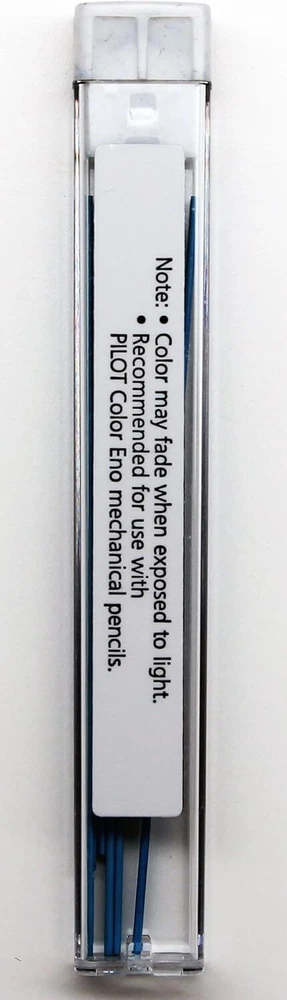 Note: • Color may fade when exposed to light.
• Recommended for use with
PILOT Color Eno mechanical pencils.